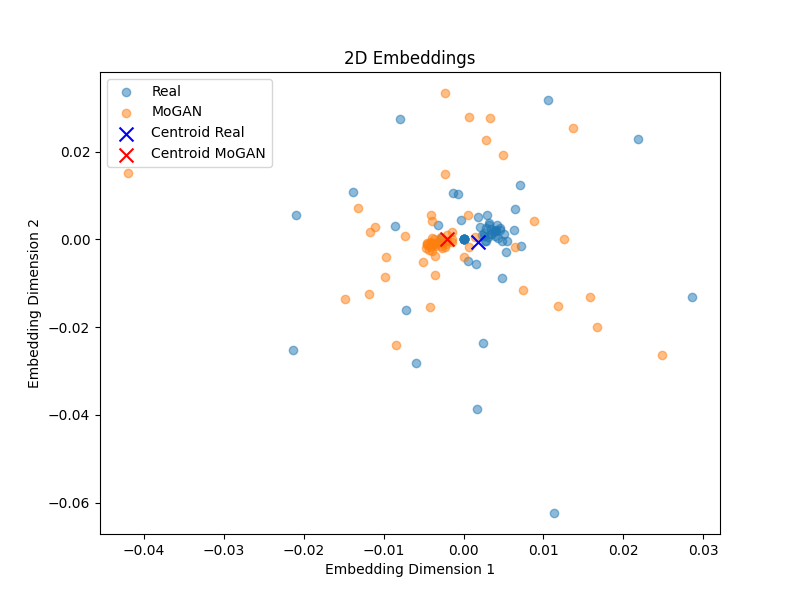 2D Embeddings
Real
MoGAN
Centroid Real
Centroid MoGAN
0.02
0.00
−0.02
−0.04
−0.06
Embedding Dimension 2
−0.04 −0.03 −0.02 −0.01 0.00 0.01 0.02 0.03
Embedding Dimension 1